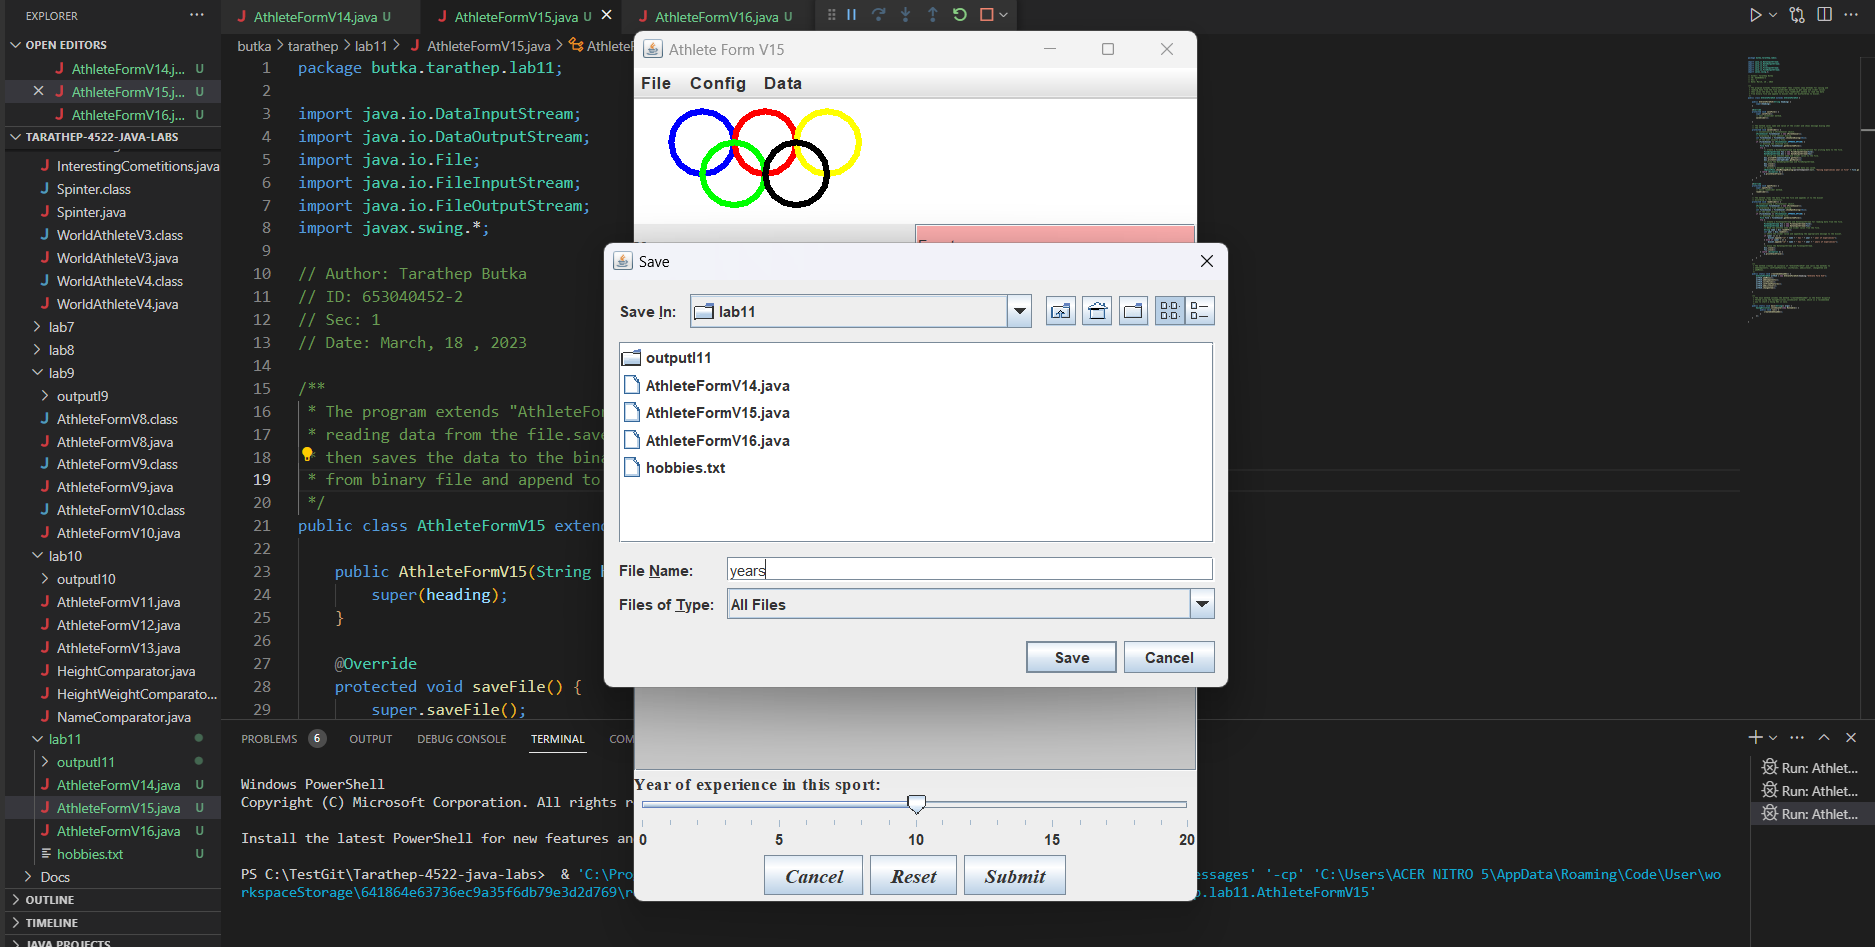 EXPLORER
OPEN EDITORS
AthleteFormV14.j... U
AthleteFormV15.j... U
AthleteFormV16.j... U
TARATHEP-4522-JAVA-LABS
InterestingCometitions.java
Spinter.class
Spinter.java
WorldAthleteV3.class
WorldAthleteV3.java
WorldAthleteV4.class
WorldAthleteV4.java
lab7
lab8
lab9
outputl9
AthleteFormV8.class
AthleteFormV8.java
AthleteFormV9.class
AthleteFormV9.java
AthleteFormV10.class
AthleteFormV10.java
lab10
outputl10
AthleteFormV11.java
AthleteFormV12.java
AthleteFormV13.java
HeightComparator.java
HeightWeightComparato...
NameComparator.java
lab11
outputl11
AthleteFormV14.java U
AthleteFormV15.java U
AthleteFormV16.java U
hobbies.txt U
Docs
OUTLINE
TIMELINE
JAVA PROJECTS
AthleteFormV14.java U
AthleteFormV15.java U
AthleteFormV16.java U
butka > tarathep > lab11 > AthleteFormV15.java > AthleteF
1 package butka.tarathep.lab11;
2
3 import java.io.DataInputStream;
4 import java.io.DataOutputStream;
5 import java.io.File;
6 import java.io.FileInputStream;
7 import java.io.FileOutputStream;
8 import javax.swing.*;
9
10 // Author: Tarathep Butka
11 // ID: 653040452-2
12 // Sec: 1
13 // Date: March, 18 , 2023
14
15 /**
16 * The program extends "AthleteFo
17 * reading data from the file.save
18 * then saves the data to the bina
19 * from binary file and append to
20 */
21 public class AthleteFormV15 exten
22
23 public AthleteFormV15(String h
24 super(heading);
25 }
26
27 @Override
28 protected void saveFile() {
29 super.saveFile();
Athlete Form V15
File Config Data
Save
Save In: lab11
outputl11
AthleteFormV14.java
AthleteFormV15.java
AthleteFormV16.java
hobbies.txt
File Name: years
Files of Type: All Files
Save Cancel
Year of experience in this sport:
0 5 10 15 20
Cancel Reset Submit
PROBLEMS 6 OUTPUT DEBUG CONSOLE TERMINAL COM
Windows PowerShell
Copyright (C) Microsoft Corporation. All rights r
Install the latest PowerShell for new features an
PS C:\TestGit\Tarathep-4522-java-labs> & 'C:\Pro essages' '-cp' 'C:\Users\ACER NITRO 5\AppData\Roaming\Code\User\wo
rkspaceStorage\641864e63736ec9a35f6db79e3d2d769\r .lab11.AthleteFormV15'
Run: Athlet...
Run: Athlet...
Run: Athlet...